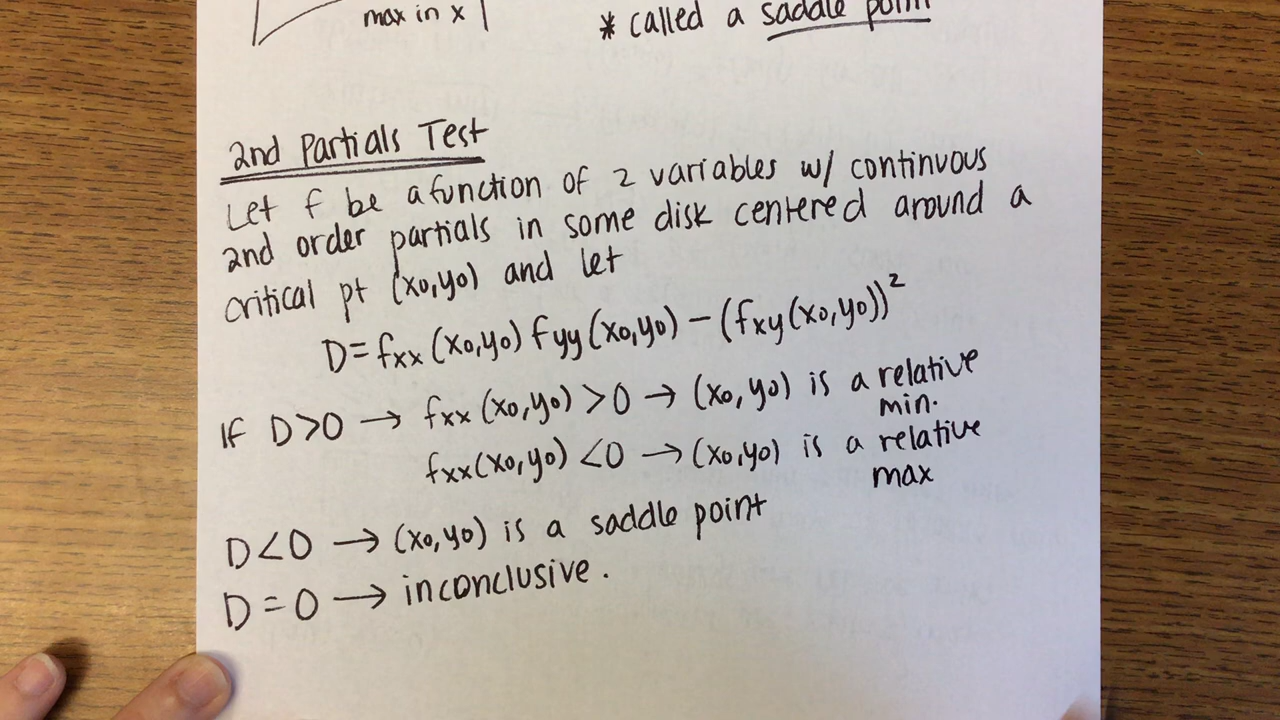 max in x
* called a saddle point
2nd Partials Test
Let f be a function of 2 variables w/ continuous
2nd order partials in some disk centered around a
critical pt (x0,y0) and let
D=fxx(x0,y0)fyy(x0,y0)-(fxy(x0,y0))²
If D>0 → fxx(x0,y0)>0 → (x0,y0) is a relative
min.
fxx(x0,y0)<0 → (x0,y0) is a relative
max
D<0 → (x0,y0) is a saddle point
D=0 → inconclusive.